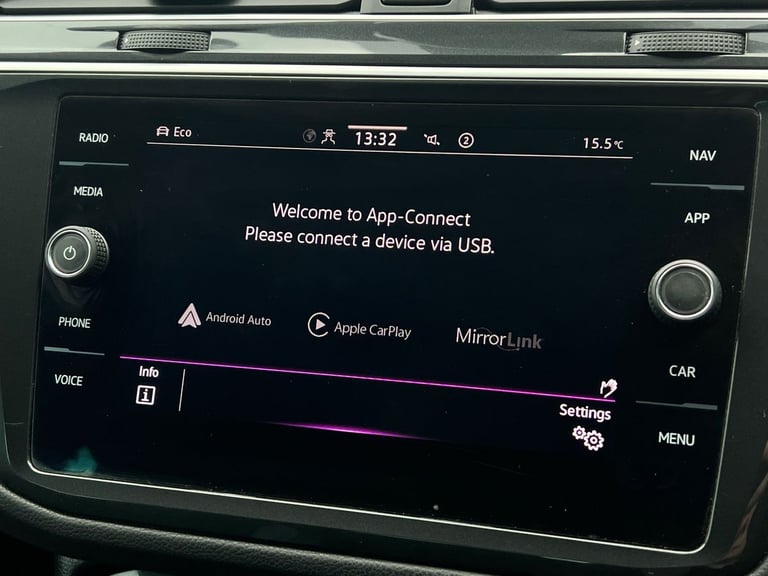 RADIO
MEDIA
PHONE
VOICE
Eco
13:32
2
15.5°C
Welcome to App-Connect
Please connect a device via USB.
Android Auto
Apple CarPlay
MirrorLink
Info
i
Settings
NAV
APP
CAR
MENU